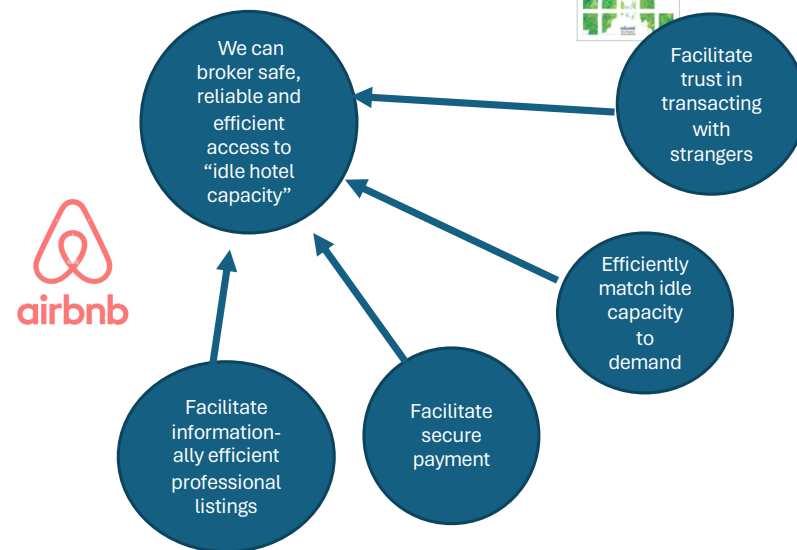 We can
broker safe,
reliable and
efficient
access to
“idle hotel
capacity”
Facilitate
trust in
transacting
with
strangers
Efficiently
match idle
capacity
to
demand
airbnb
Facilitate
information-
ally efficient
professional
listings
Facilitate
secure
payment